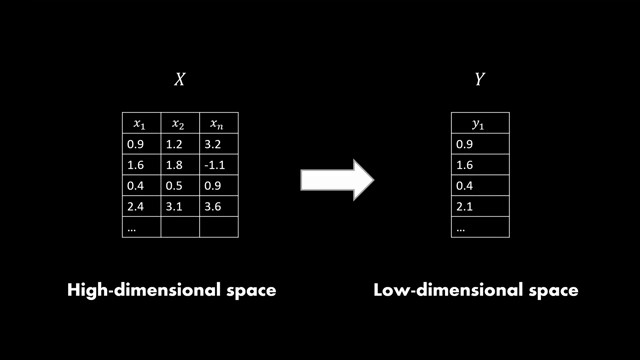 X Y
x₁ x₂ xₙ y₁
0.9 1.2 3.2 0.9
1.6 1.8 -1.1 1.6
0.4 0.5 0.9 0.4
2.4 3.1 3.6 2.1
... ...
High-dimensional space Low-dimensional space